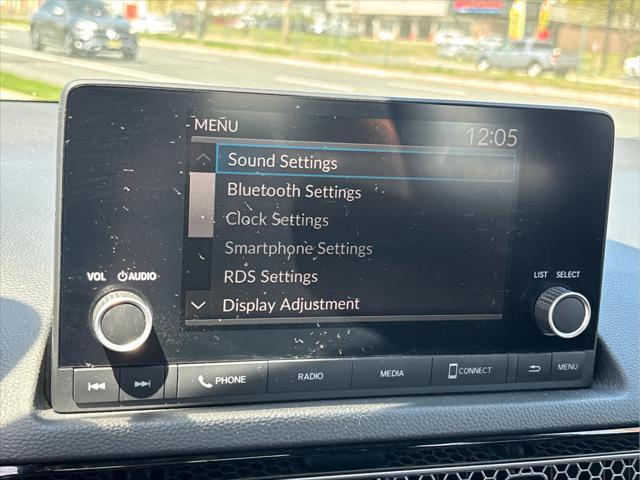 MENU 12:05
Sound Settings
Bluetooth Settings
Clock Settings
Smartphone Settings
RDS Settings
Display Adjustment
VOL AUDIO
LIST SELECT
PHONE RADIO MEDIA CONNECT MENU